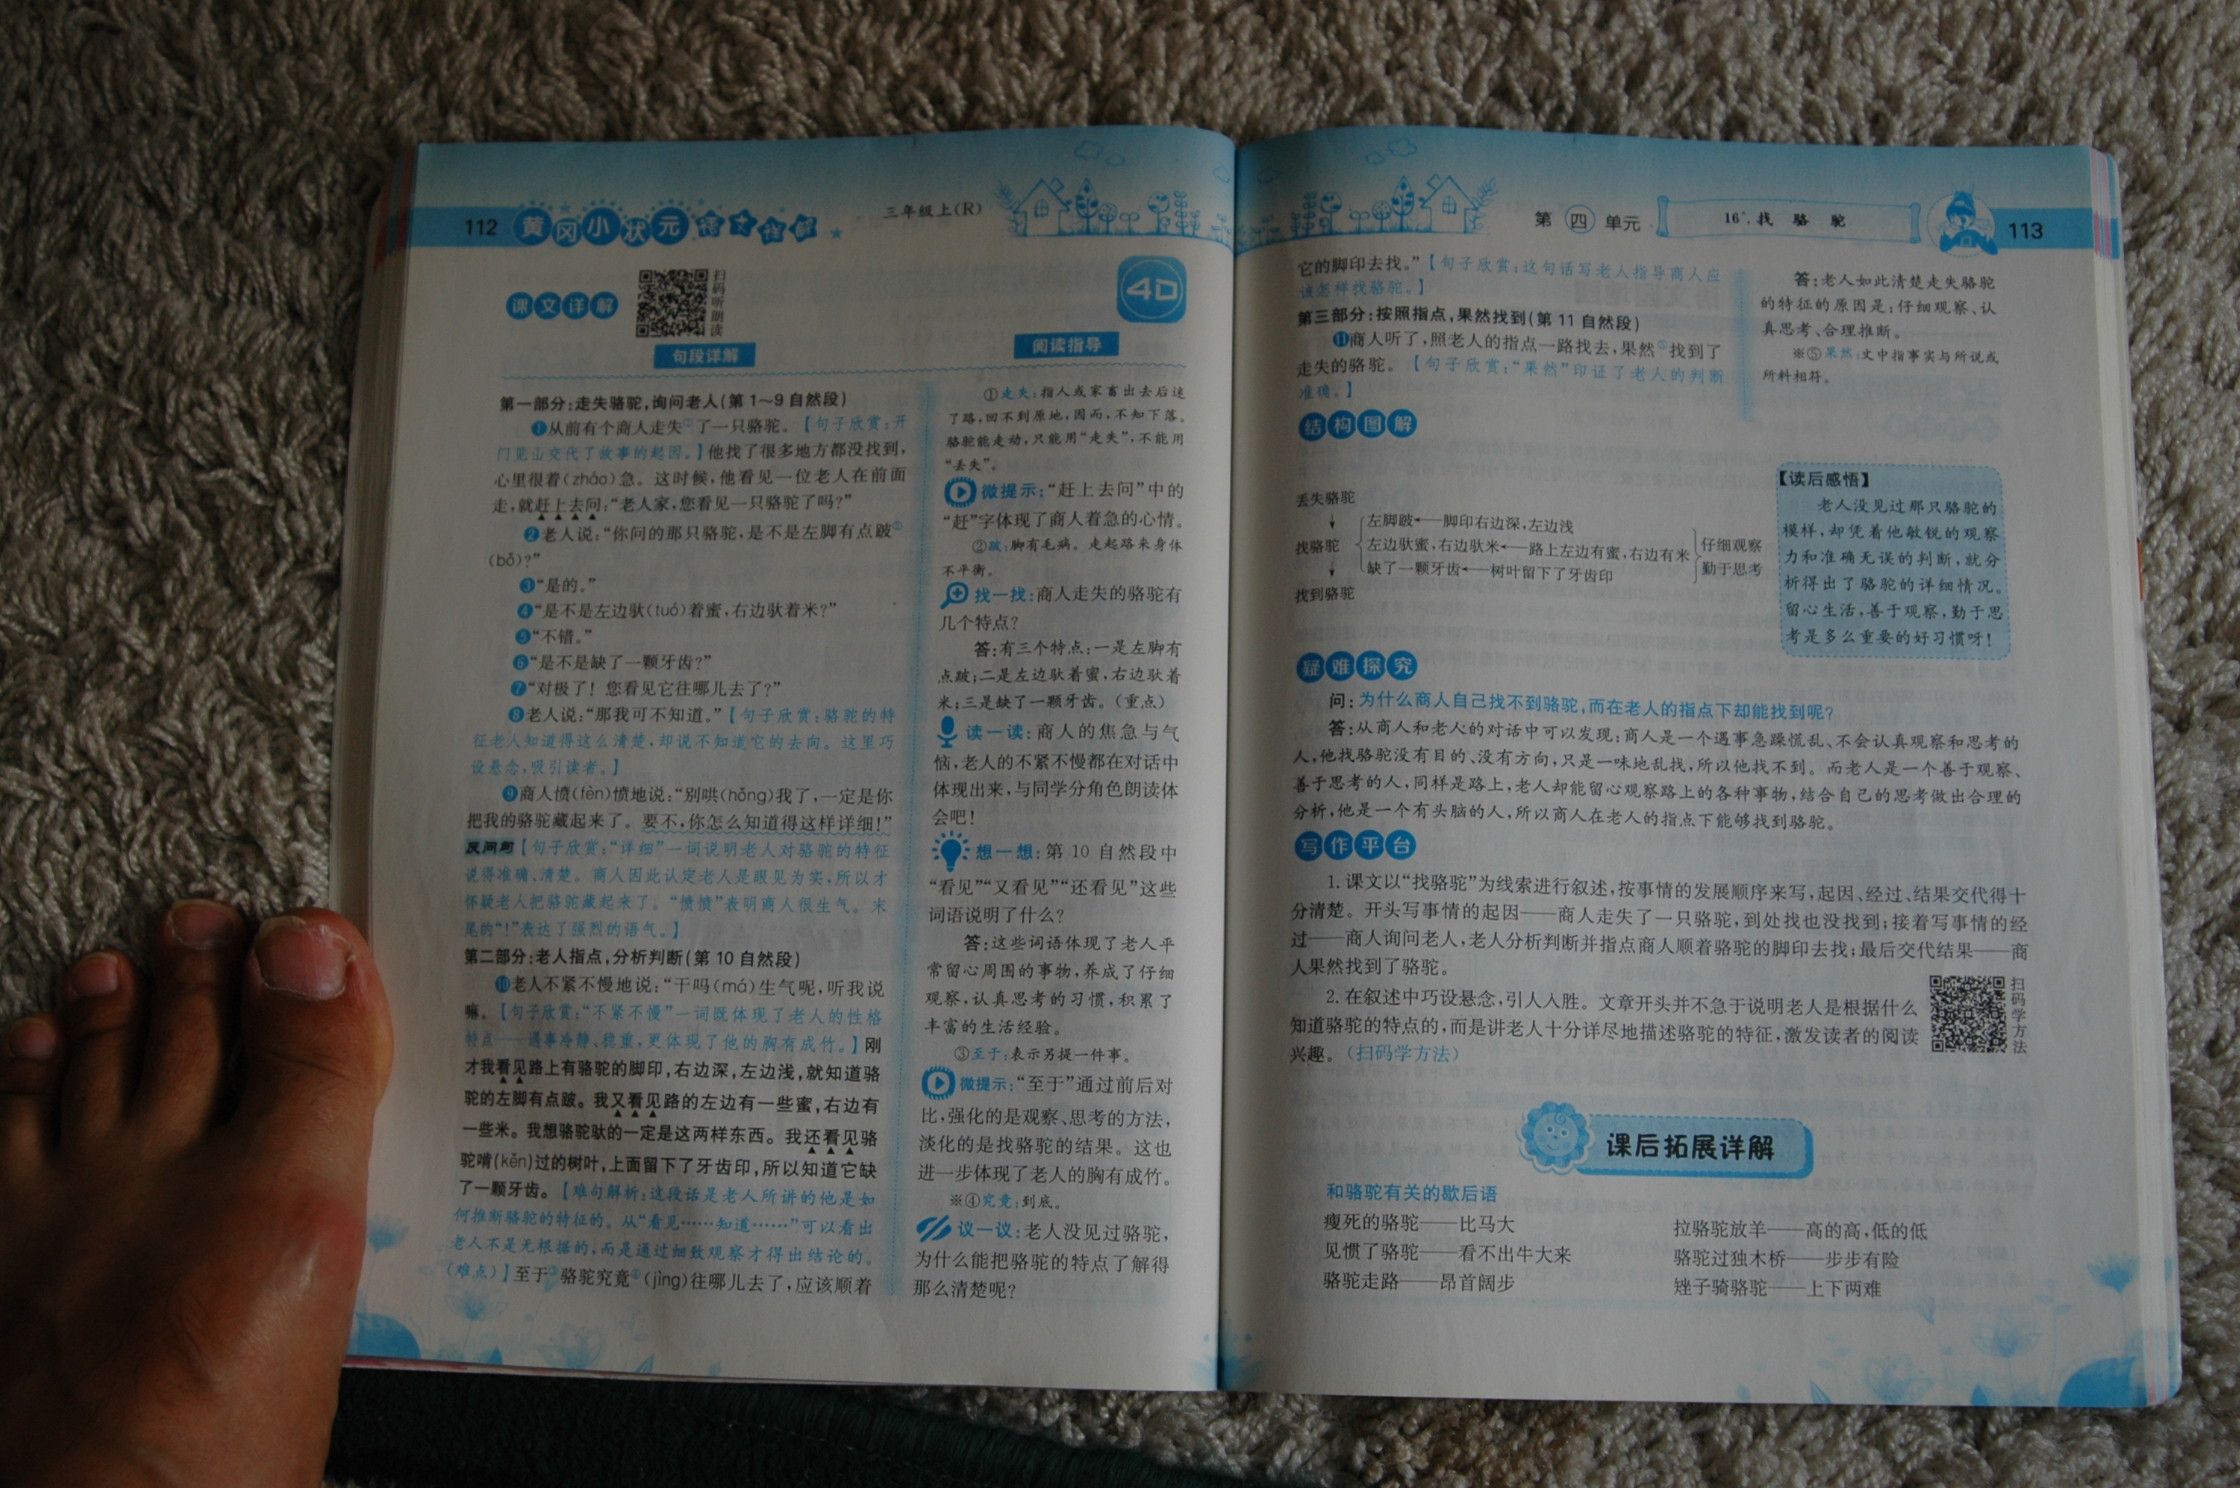 112 黄冈小状元 语文详解 三年级上(R)
课文详解
扫码听朗读
4D
句段详解
第一部分:走失骆驼,询问老人(第1~9自然段)
❶从前有个商人走失①了一只骆驼。【句子欣赏:开
门见山交代了故事的起因。】他找了很多地方都没找到,
心里很着(zháo)急。这时候,他看见一位老人在前面
走,就赶上去问:“老人家,您看见一只骆驼了吗?”
❷老人说:“你问的那只骆驼,是不是左脚有点跛②
(bǒ)?”
❸“是的。”
❹“是不是左边驮(tuó)着蜜,右边驮着米?”
❺“不错。”
❻“是不是缺了一颗牙齿?”
❼“对极了！您看见它往哪儿去了?”
❽老人说:“那我可不知道。”【句子欣赏:骆驼的特
征老人知道得这么清楚,却说不知道它的去向。这里巧
设悬念,吸引读者。】
❾商人愤(fèn)愤地说:“别哄(hǒng)我了,一定是你
把我的骆驼藏起来了。要不,你怎么知道得这样详细!”
反问句【句子欣赏:“详细”一词说明老人对骆驼的特征
说得准确、清楚。商人因此认定老人是眼见为实,所以才
怀疑老人把骆驼藏起来了。“愤愤”表明商人很生气。末
尾的“!”表达了强烈的语气。】
第二部分:老人指点,分析判断(第10自然段)
❿老人不紧不慢地说:“干吗(má)生气呢,听我说
嘛。【句子欣赏:“不紧不慢”一词既体现了老人的性格
特点——遇事冷静、稳重,更体现了他的胸有成竹。】刚
才我看见路上有骆驼的脚印,右边深,左边浅,就知道骆
驼的左脚有点跛。我又看见路的左边有一些蜜,右边有
一些米。我想骆驼驮的一定是这两样东西。我还看见骆
驼啃(kěn)过的树叶,上面留下了牙齿印,所以知道它缺
了一颗牙齿。【难句解析:这段话是老人所讲的他是如
何推断骆驼的特征的。从“看见……知道……”可以看出
老人不是无根据的,而是通过细致观察才得出结论的。
(难点)】至于③骆驼究竟④(jìng)往哪儿去了,应该顺着
阅读指导
①走失:指人或家畜出去后迷
了路,回不到原地,因而,不知下落。
骆驼能走动,只能用“走失”,不能用
“丢失”。
微提示:“赶上去问”中的
“赶”字体现了商人着急的心情。
②跛:脚有毛病。走起路来身体
不平衡。
找一找:商人走失的骆驼有
几个特点?
答:有三个特点:一是左脚有
点跛;二是左边驮着蜜,右边驮着
米;三是缺了一颗牙齿。(重点)
读一读:商人的焦急与气
恼,老人的不紧不慢都在对话中
体现出来,与同学分角色朗读体
会吧!
想一想:第10自然段中
“看见”“又看见”“还看见”这些
词语说明了什么?
答:这些词语体现了老人平
常留心周围的事物,养成了仔细
观察、认真思考的习惯,积累了
丰富的生活经验。
③至于:表示另提一件事。
微提示:“至于”通过前后对
比,强化的是观察、思考的方法,
淡化的是找骆驼的结果。这也
进一步体现了老人的胸有成竹。
※④究竟:到底。
议一议:老人没见过骆驼,
为什么能把骆驼的特点了解得
那么清楚呢?
第四单元 16*.找骆驼 113
它的脚印去找。”【句子欣赏:这句话写老人指导商人应
该怎样找骆驼。】
第三部分:按照指点,果然找到(第11自然段)
⓫商人听了,照老人的指点一路找去,果然⑤找到了
走失的骆驼。【句子欣赏:“果然”印证了老人的判断
准确。】
答:老人如此清楚走失骆驼
的特征的原因是:仔细观察、认
真思考、合理推断。
※⑤果然:文中指事实与所说或
所料相符。
结构图解
丢失骆驼
找骆驼
找到骆驼
左脚跛←脚印右边深,左边浅
左边驮蜜,右边驮米←路上左边有蜜,右边有米
缺了一颗牙齿←树叶留下了牙齿印
仔细观察
勤于思考
【读后感悟】
老人没见过那只骆驼的
模样,却凭着他敏锐的观察
力和准确无误的判断,就分
析得出了骆驼的详细情况。
留心生活,善于观察,勤于思
考是多么重要的好习惯呀!
疑难探究
问:为什么商人自己找不到骆驼,而在老人的指点下却能找到呢?
答:从商人和老人的对话中可以发现:商人是一个遇事急躁慌乱、不会认真观察和思考的
人,他找骆驼没有目的、没有方向,只是一味地乱找,所以他找不到。而老人是一个善于观察、
善于思考的人,同样是路上,老人却能留心观察路上的各种事物,结合自己的思考做出合理的
分析,他是一个有头脑的人,所以商人在老人的指点下能够找到骆驼。
写作平台
1.课文以“找骆驼”为线索进行叙述,按事情的发展顺序来写,起因、经过、结果交代得十
分清楚。开头写事情的起因——商人走失了一只骆驼,到处找也没找到;接着写事情的经
过——商人询问老人,老人分析判断并指点商人顺着骆驼的脚印去找;最后交代结果——商
人果然找到了骆驼。
2.在叙述中巧设悬念,引人入胜。文章开头并不急于说明老人是根据什么
知道骆驼的特点的,而是讲老人十分详尽地描述骆驼的特征,激发读者的阅读
兴趣。(扫码学方法)
扫码学方法
课后拓展详解
和骆驼有关的歇后语
瘦死的骆驼——比马大 拉骆驼放羊——高的高,低的低
见惯了骆驼——看不出牛大来 骆驼过独木桥——步步有险
骆驼走路——昂首阔步 矬子骑骆驼——上下两难